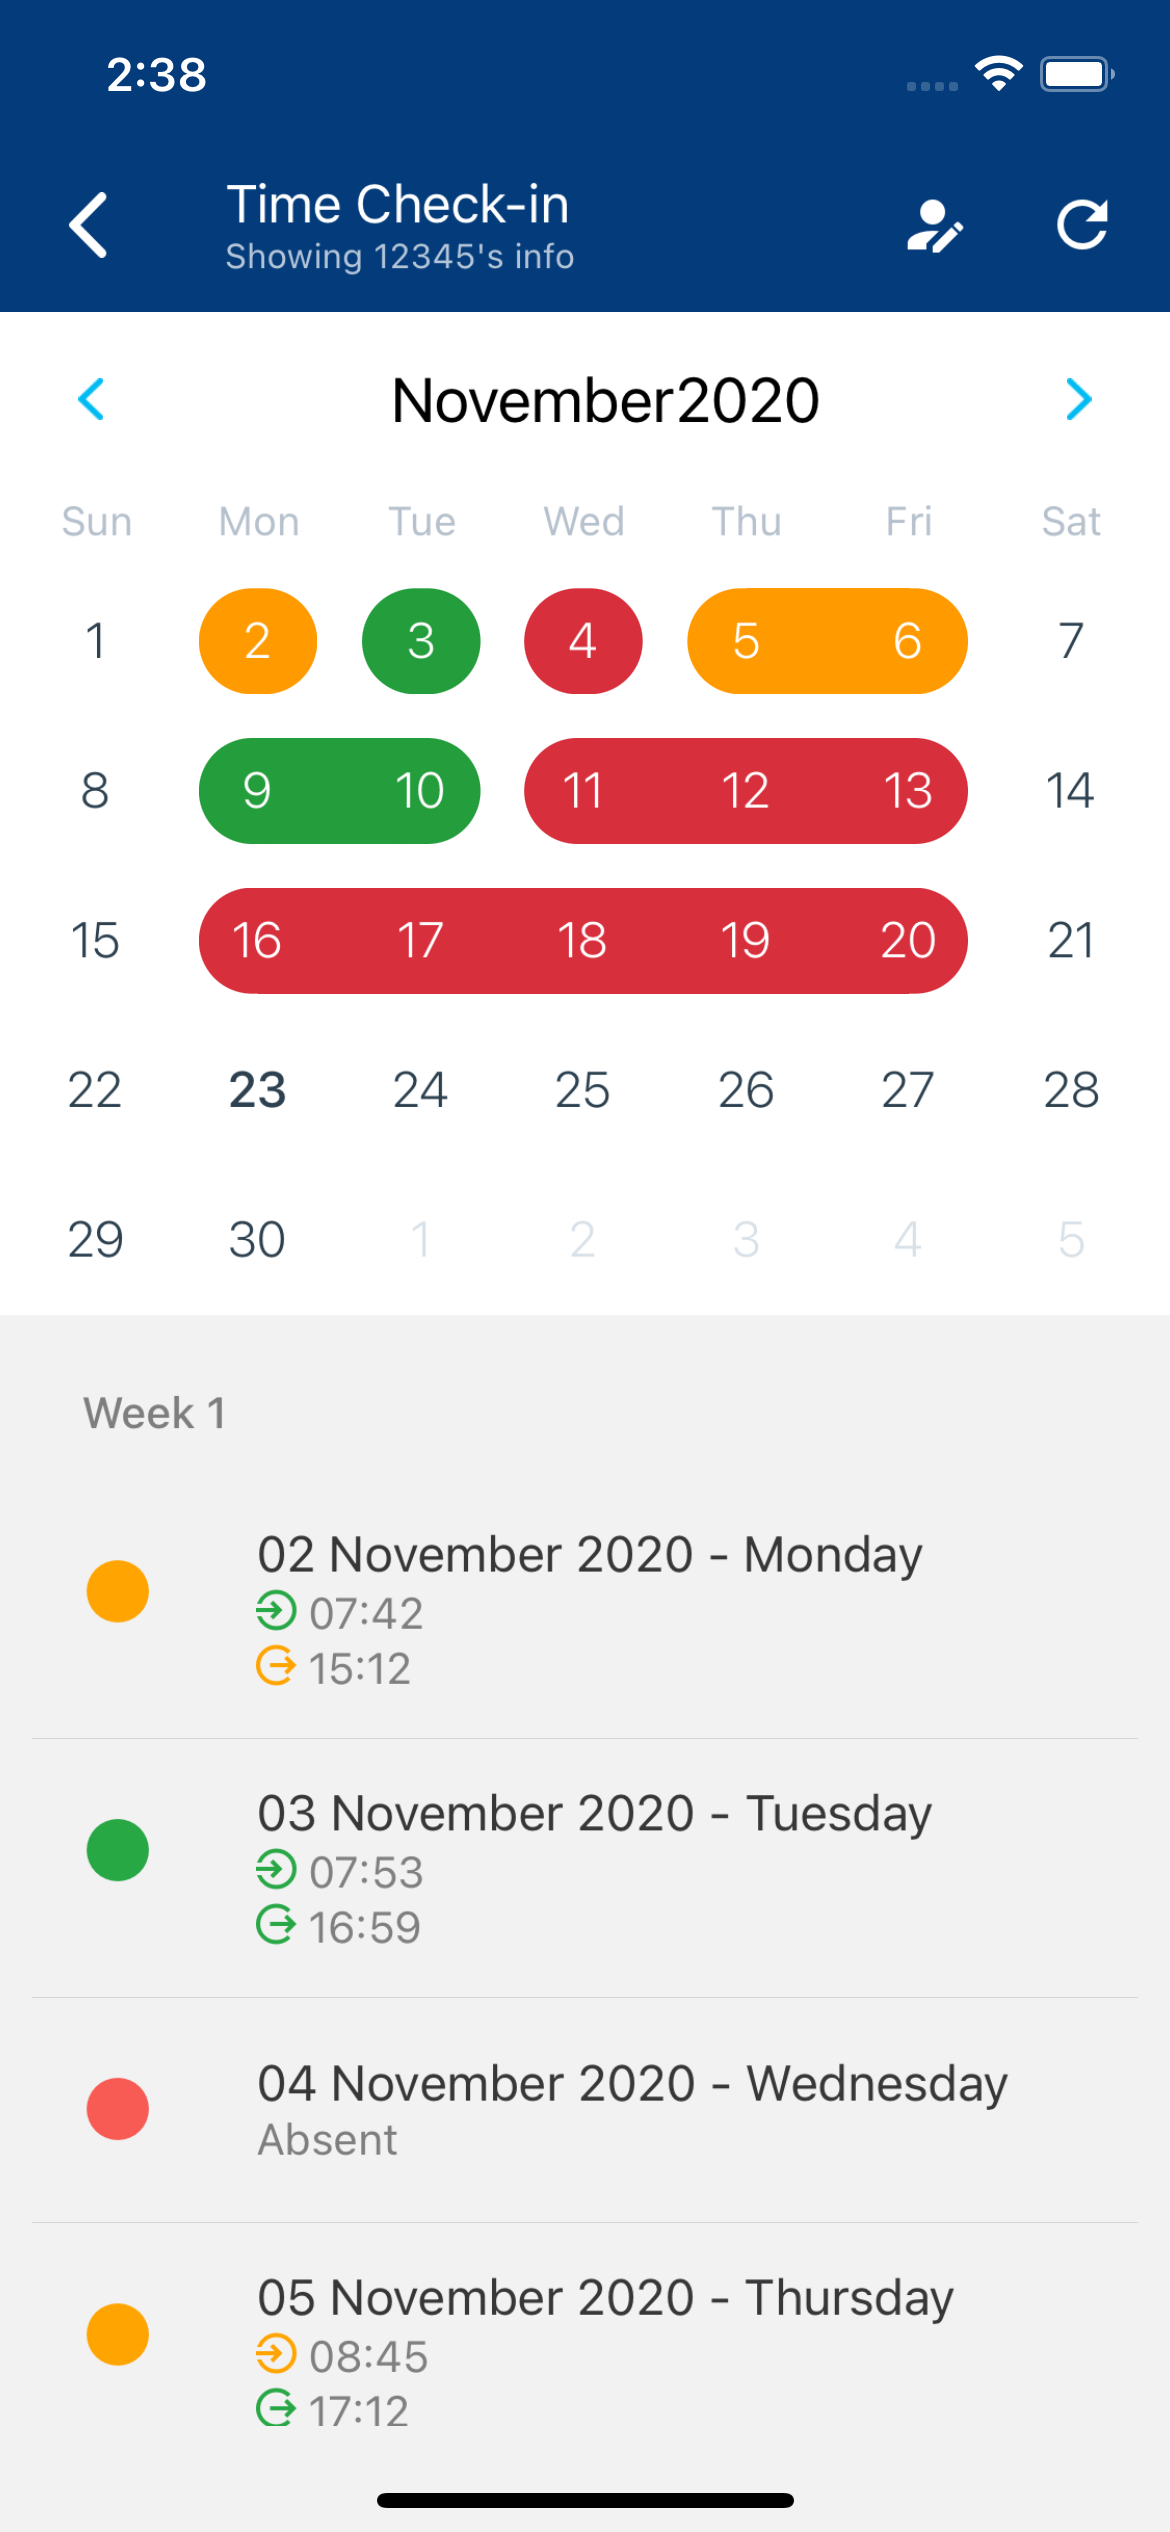 2:38
Time Check-in
Showing 12345's info
November2020
Sun Mon Tue Wed Thu Fri Sat
1 2 3 4 5 6 7
8 9 10 11 12 13 14
15 16 17 18 19 20 21
22 23 24 25 26 27 28
29 30 1 2 3 4 5
Week 1
02 November 2020 - Monday
07:42
15:12
03 November 2020 - Tuesday
07:53
16:59
04 November 2020 - Wednesday
Absent
05 November 2020 - Thursday
08:45
17:12